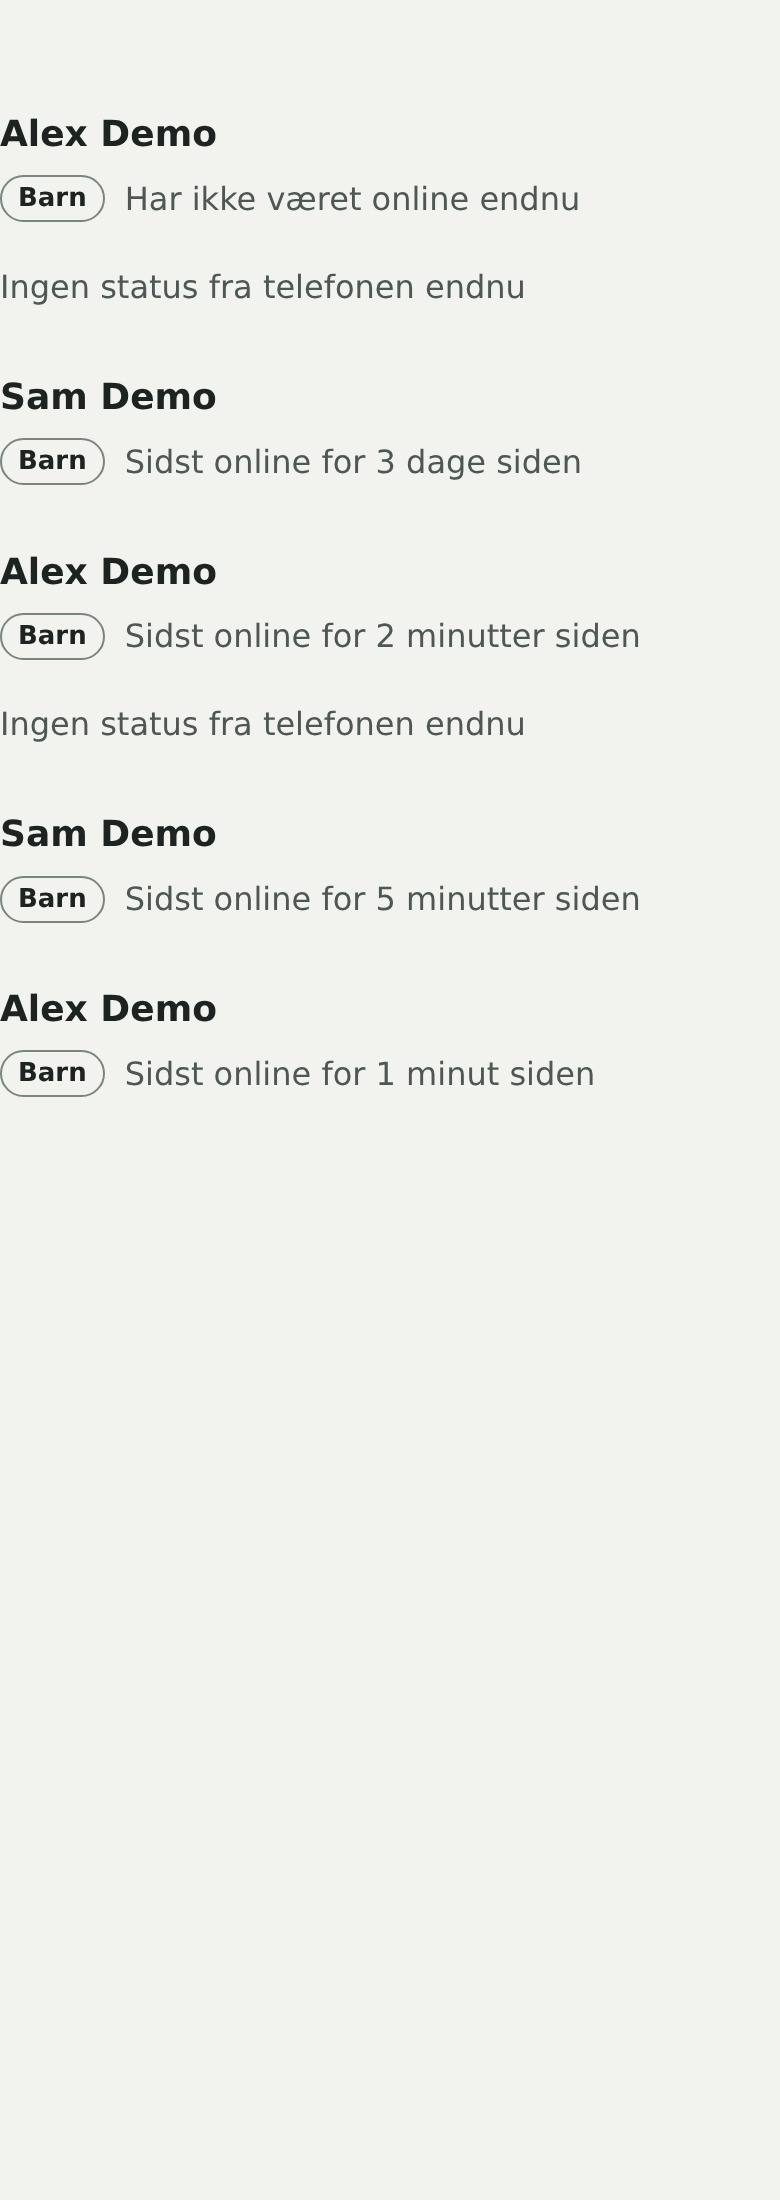 Alex Demo
Barn Har ikke været online endnu
Ingen status fra telefonen endnu
Sam Demo
Barn Sidst online for 3 dage siden
Alex Demo
Barn Sidst online for 2 minutter siden
Ingen status fra telefonen endnu
Sam Demo
Barn Sidst online for 5 minutter siden
Alex Demo
Barn Sidst online for 1 minut siden